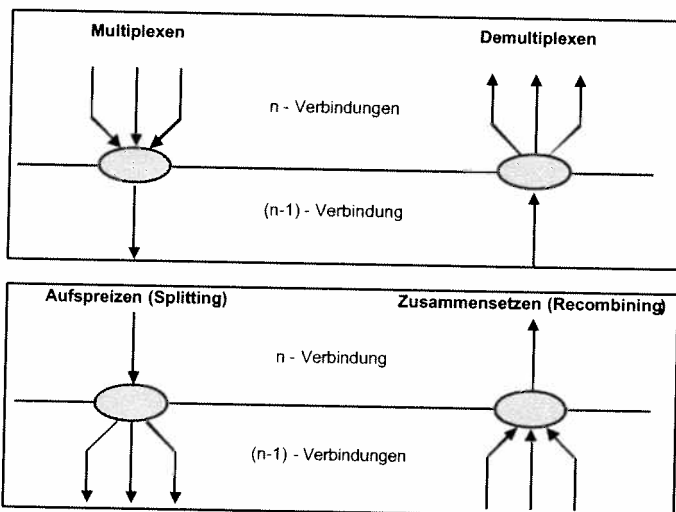 Multiplexen
Demultiplexen
n - Verbindungen
(n-1) - Verbindung
Aufspreizen (Splitting)
Zusammensetzen (Recombining)
n - Verbindung
(n-1) - Verbindungen